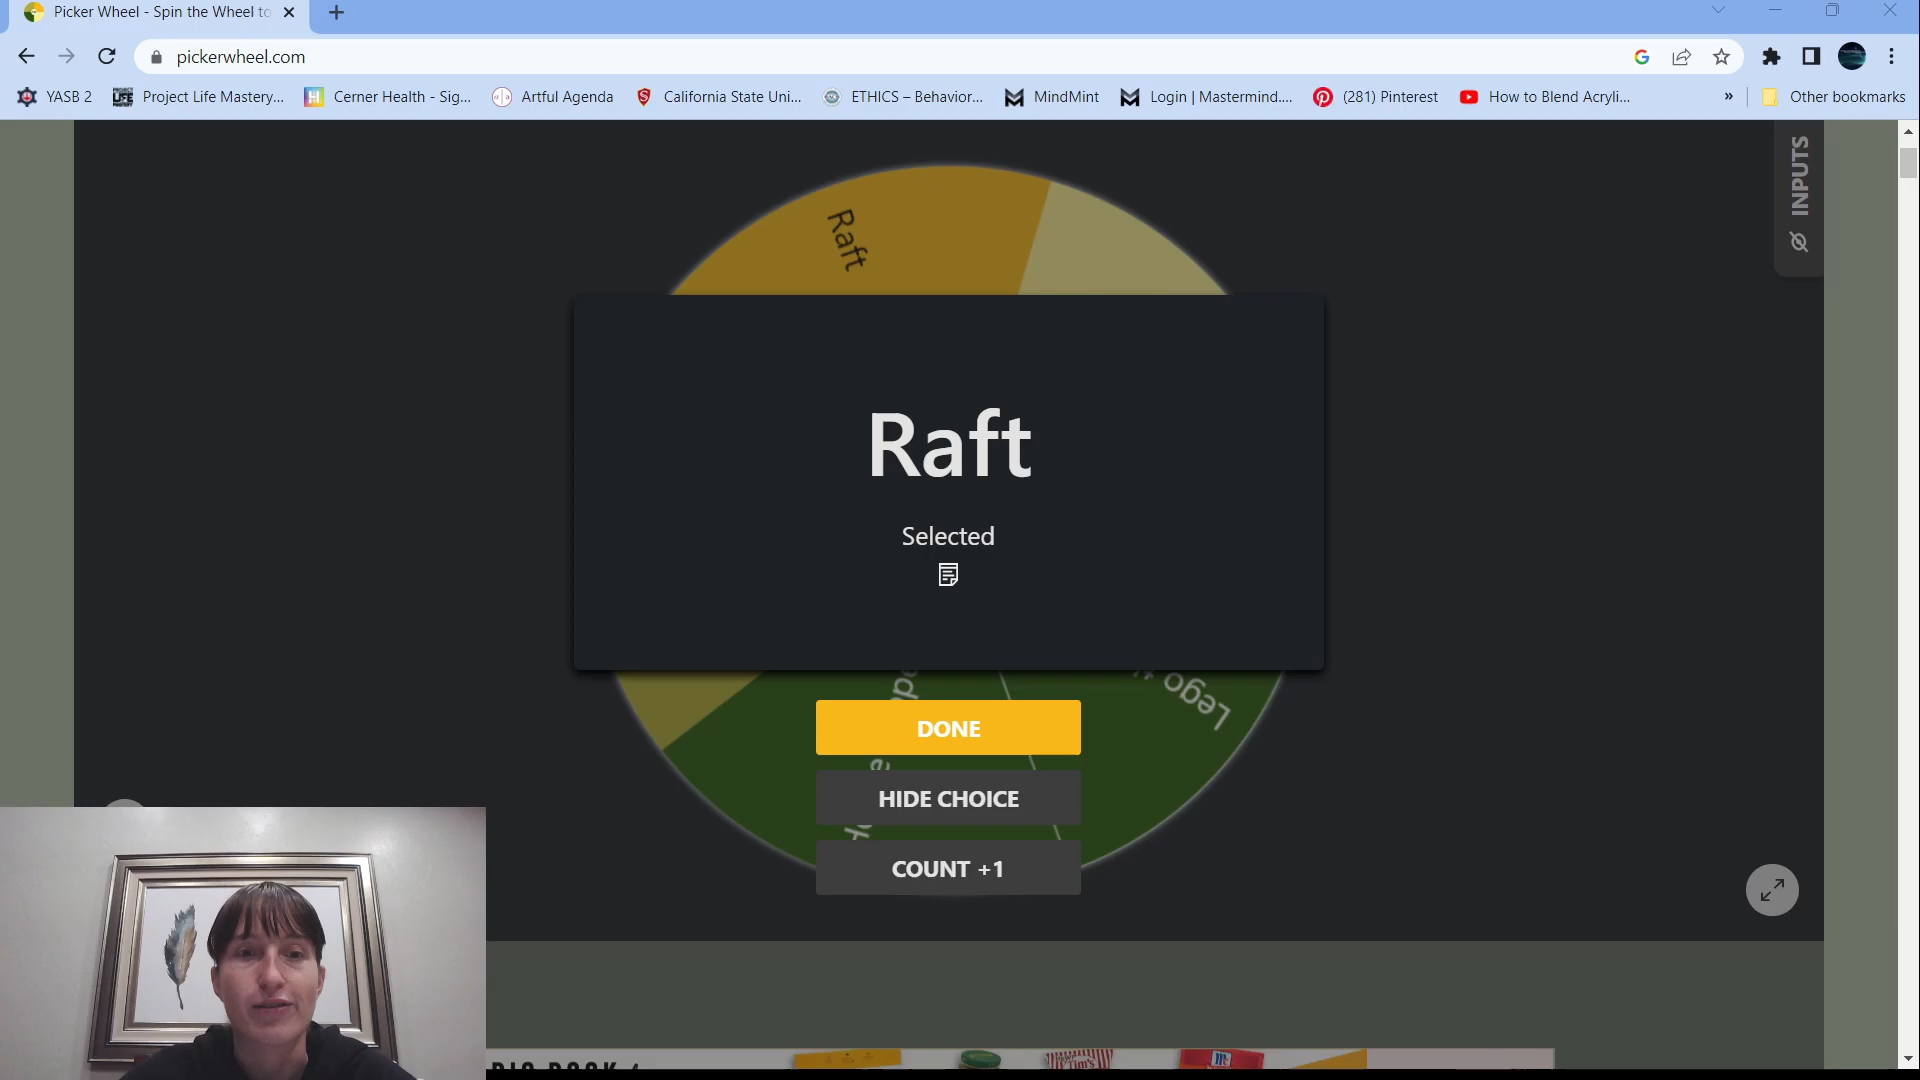 Picker Wheel - Spin the Wheel to
pickerwheel.com
YASB 2
Project Life Mastery...
Cerner Health - Sig...
Artful Agenda
California State Uni...
ETHICS – Behavior...
MindMint
Login | Mastermind....
(281) Pinterest
How to Blend Acryli...
»
Other bookmarks
INPUTS
Raft
Raft
Selected
Lego
DONE
HIDE CHOICE
COUNT +1
Tim's